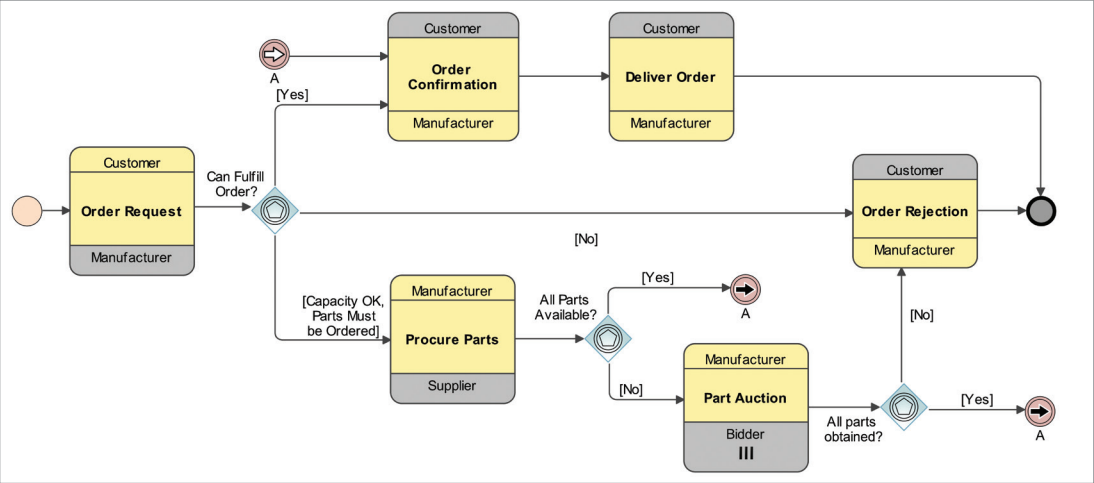 Customer
Order Request
Manufacturer
Can Fulfill
Order?
A
[Yes]
Customer
Order
Confirmation
Manufacturer
Customer
Deliver Order
Manufacturer
[No]
Customer
Order Rejection
Manufacturer
[Capacity OK,
Parts Must
be Ordered]
Manufacturer
Procure Parts
Supplier
All Parts
Available?
[Yes]
A
[No]
Manufacturer
Part Auction
Bidder
All parts
obtained?
[No]
[Yes]
A